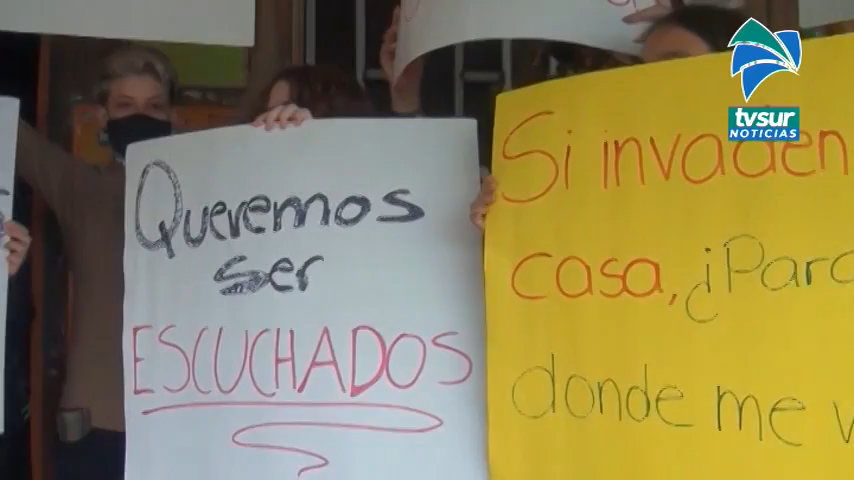 tvsur
NOTICIAS
Queremos
ser
ESCUCHADOS
Si invaden
casa, ¿Para
donde me